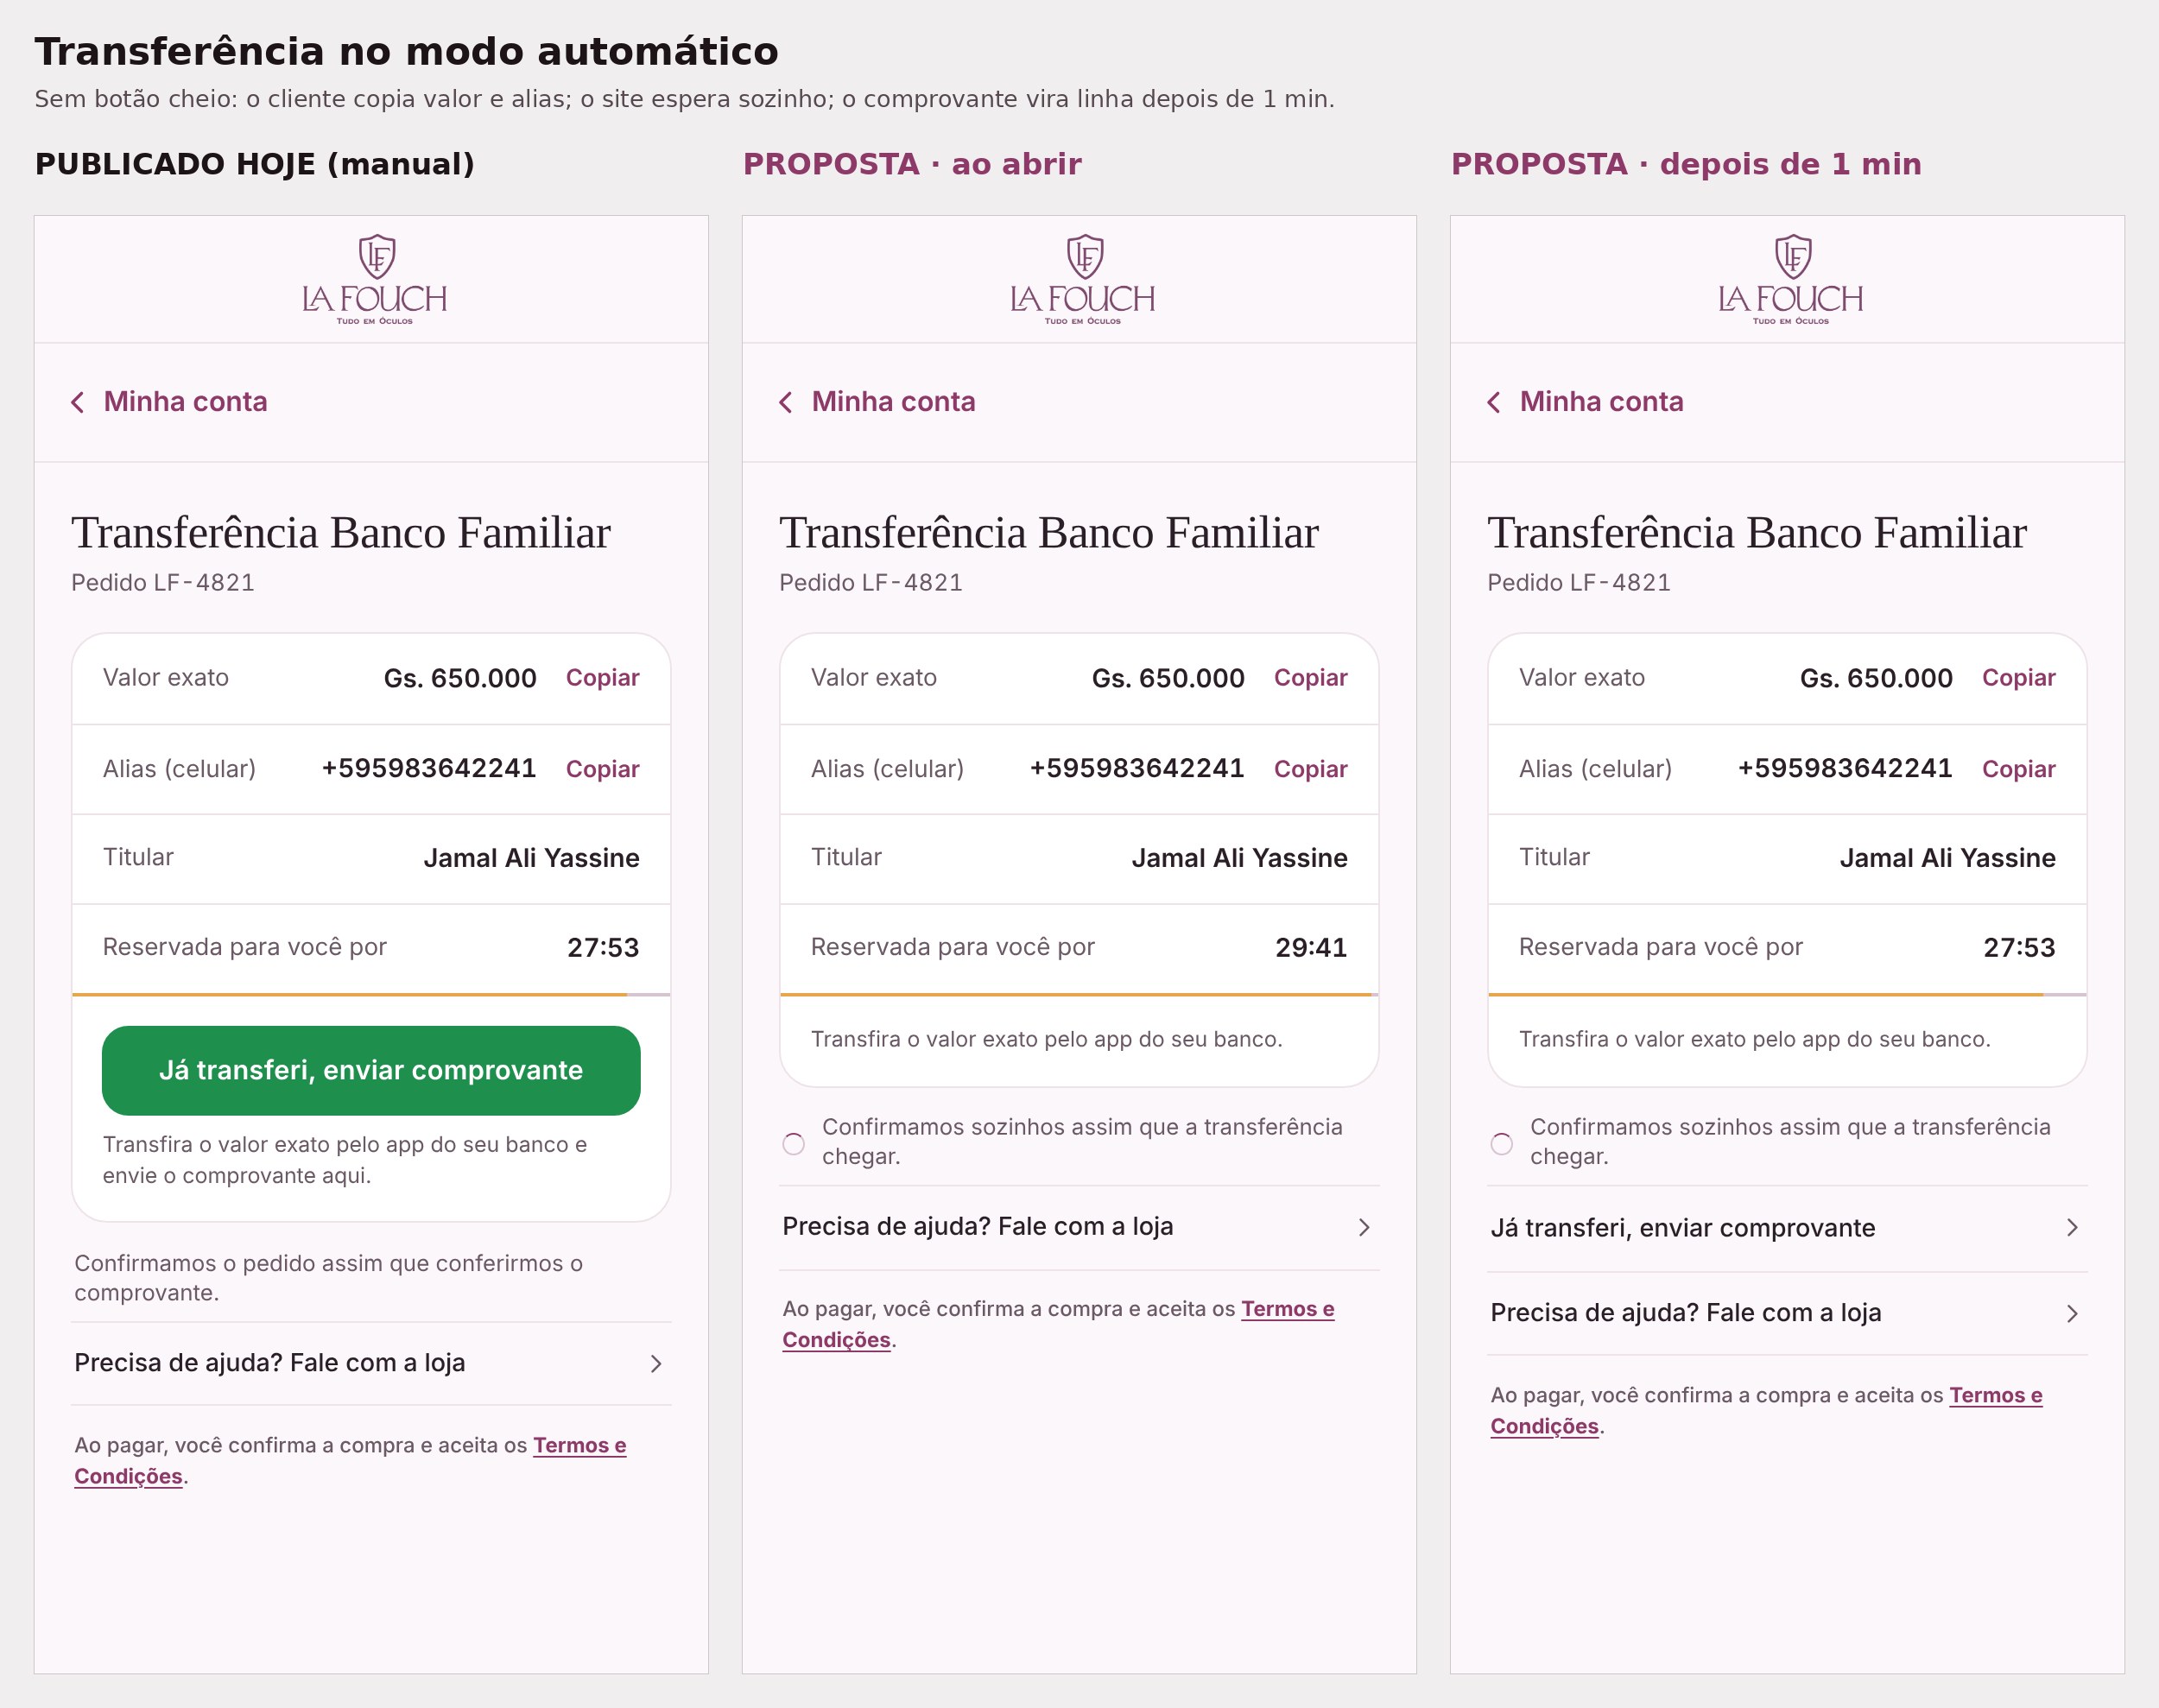 Transferência no modo automático
Sem botão cheio: o cliente copia valor e alias; o site espera sozinho; o comprovante vira linha depois de 1 min.
PUBLICADO HOJE (manual)
LF
LA FOUCH
TUDO EM ÓCULOS
Minha conta
Transferência Banco Familiar
Pedido LF-4821
Valor exato Gs. 650.000 Copiar
Alias (celular) +595983642241 Copiar
Titular Jamal Ali Yassine
Reservada para você por 27:53
Já transferi, enviar comprovante
Transfira o valor exato pelo app do seu banco e
envie o comprovante aqui.
Confirmamos o pedido assim que conferirmos o
comprovante.
Precisa de ajuda? Fale com a loja
Ao pagar, você confirma a compra e aceita os Termos e
Condições.
PROPOSTA · ao abrir
LF
LA FOUCH
TUDO EM ÓCULOS
Minha conta
Transferência Banco Familiar
Pedido LF-4821
Valor exato Gs. 650.000 Copiar
Alias (celular) +595983642241 Copiar
Titular Jamal Ali Yassine
Reservada para você por 29:41
Transfira o valor exato pelo app do seu banco.
Confirmamos sozinhos assim que a transferência
chegar.
Precisa de ajuda? Fale com a loja
Ao pagar, você confirma a compra e aceita os Termos e
Condições.
PROPOSTA · depois de 1 min
LF
LA FOUCH
TUDO EM ÓCULOS
Minha conta
Transferência Banco Familiar
Pedido LF-4821
Valor exato Gs. 650.000 Copiar
Alias (celular) +595983642241 Copiar
Titular Jamal Ali Yassine
Reservada para você por 27:53
Transfira o valor exato pelo app do seu banco.
Confirmamos sozinhos assim que a transferência
chegar.
Já transferi, enviar comprovante
Precisa de ajuda? Fale com a loja
Ao pagar, você confirma a compra e aceita os Termos e
Condições.